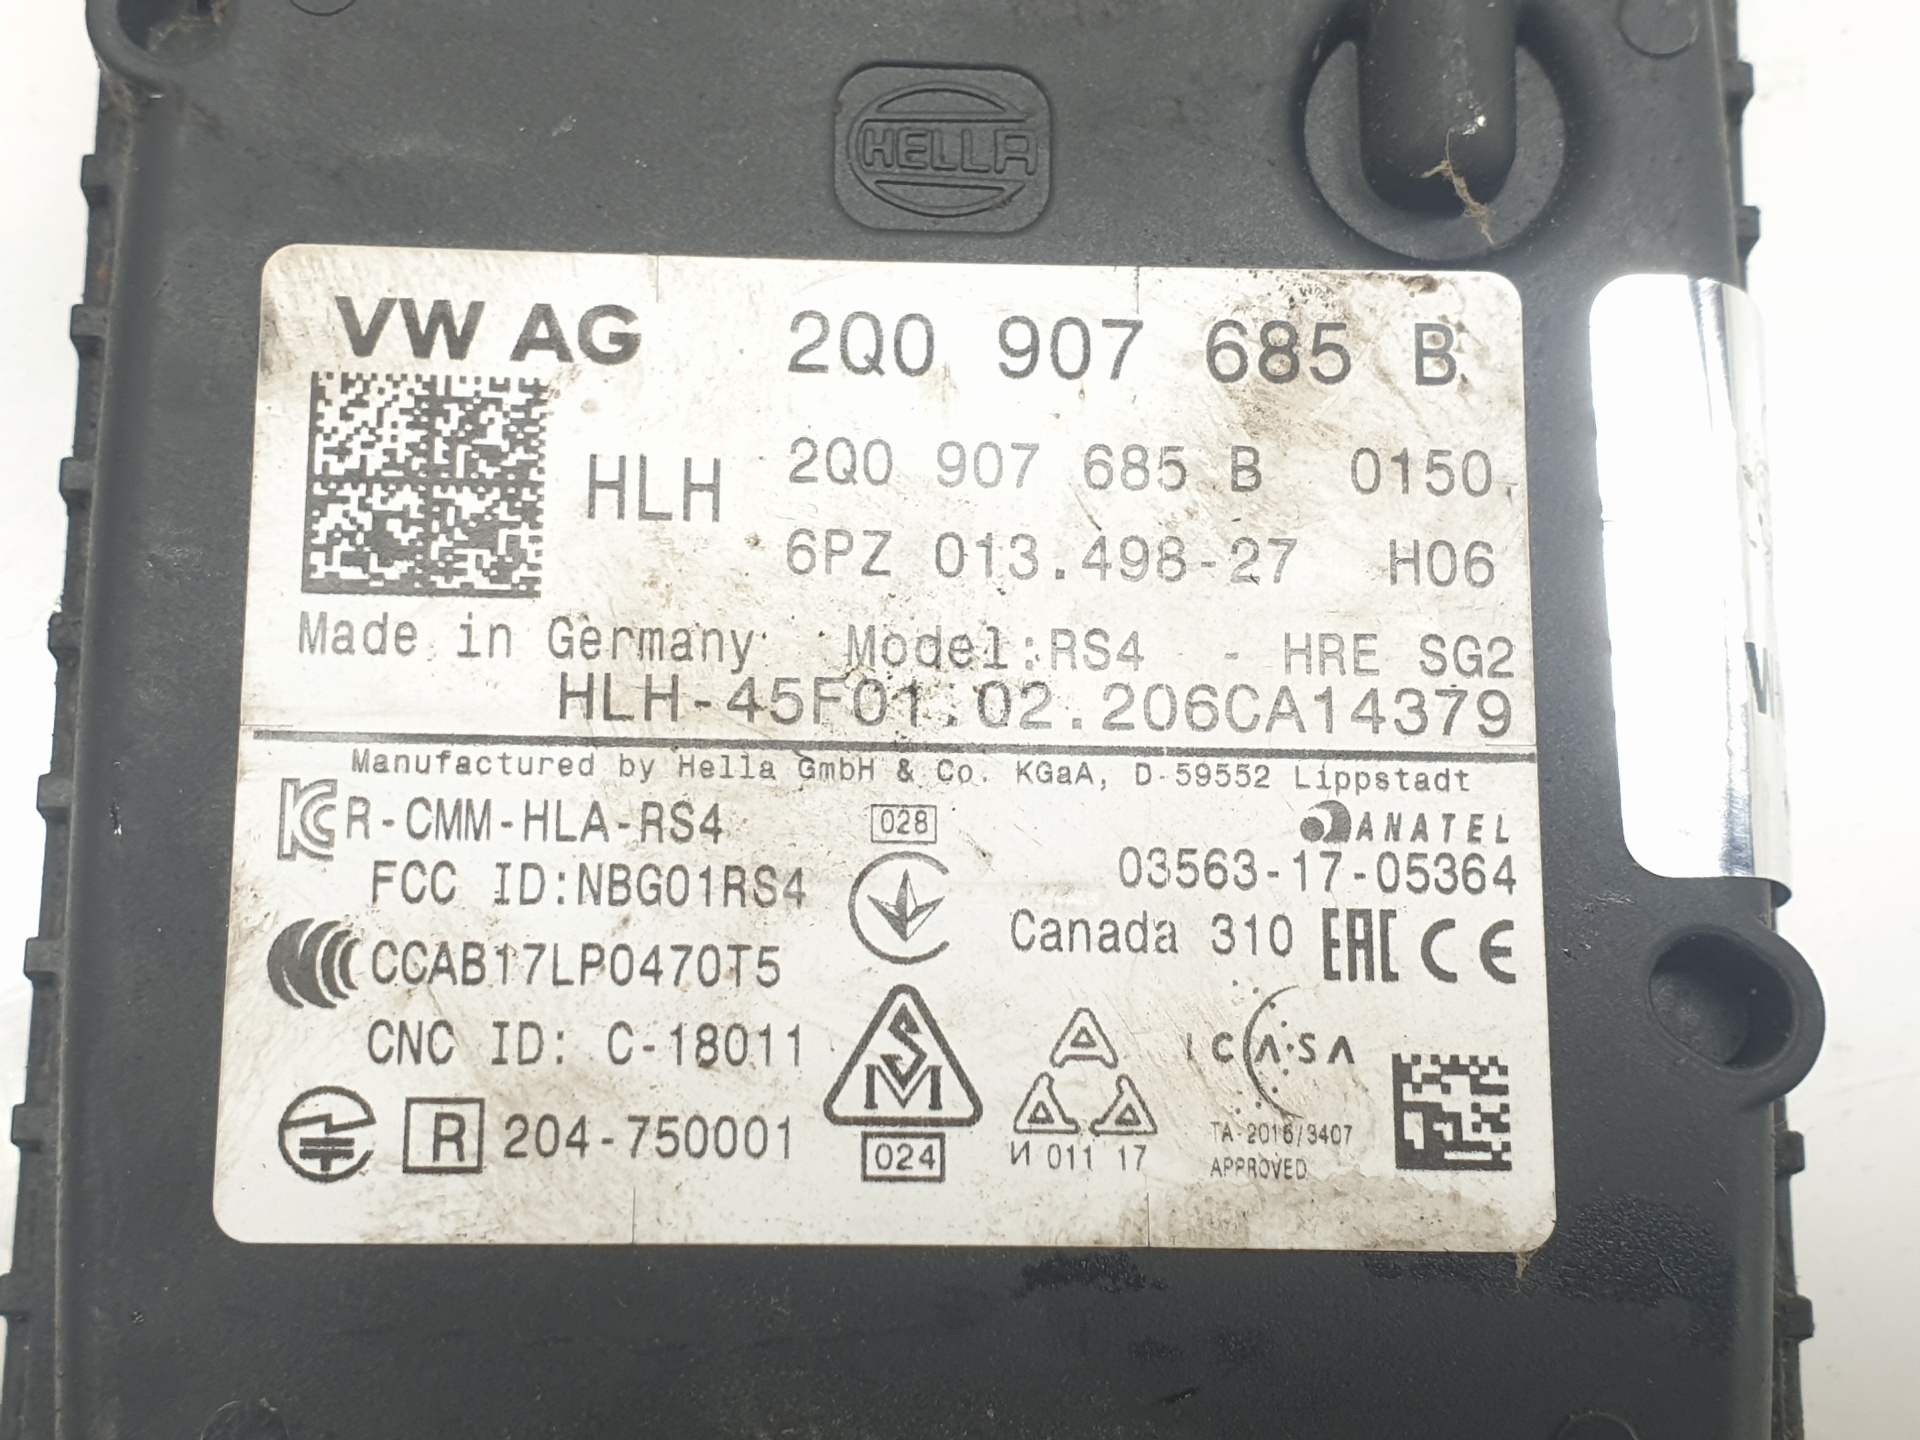 HELLA
VW AG 2Q0 907 685 B
HLH 2Q0 907 685 B 0150
6PZ 013.498-27 H06
Made in Germany Model:RS4 - HRE SG2
HLH-45F01.02.206CA14379
Manufactured by Hella GmbH & Co. KGaA, D-59552 Lippstadt
R-CMM-HLA-RS4 028 ANATEL
FCC ID:NBG01RS4 03563-17-05364
Canada 310 EAC CE
CCAB17LP0470T5
CNC ID: C-18011 SM ICASA
R 204-750001 024 И 011 17 TA-2016/3407
APPROVED